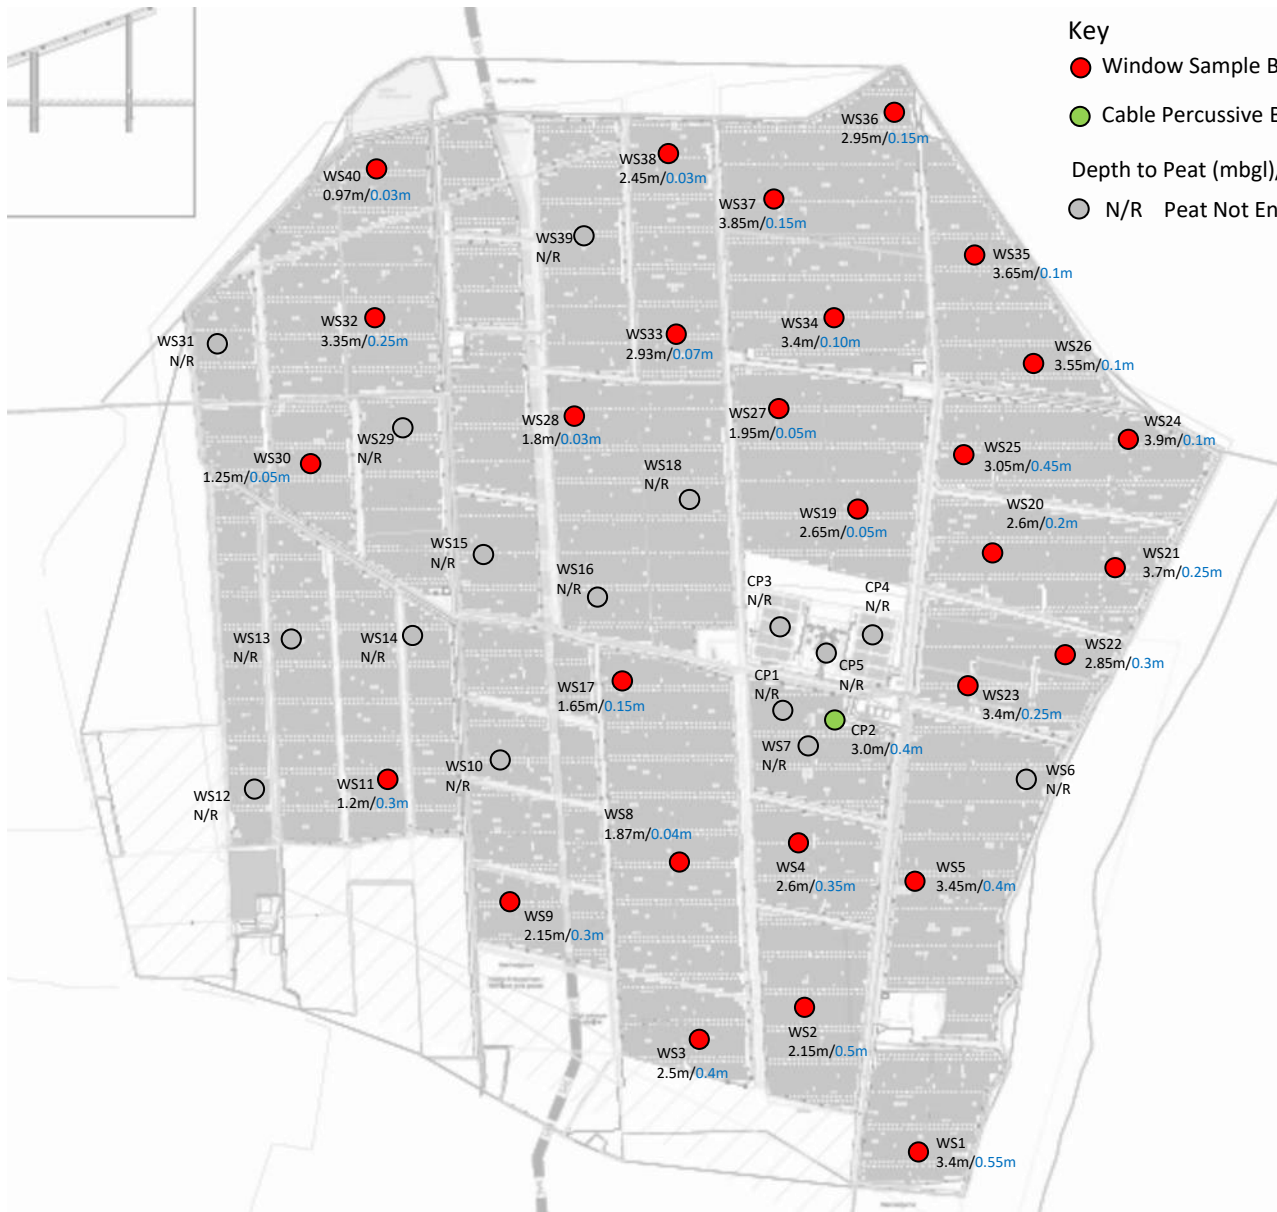 Key
Window Sample B
Cable Percussive B
Depth to Peat (mbgl)/
N/R Peat Not En
WS36
2.95m/0.15m
WS38
2.45m/0.03m
WS40
0.97m/0.03m
WS37
3.85m/0.15m
WS39
N/R
WS35
3.65m/0.1m
WS32
3.35m/0.25m
WS34
3.4m/0.10m
WS33
2.93m/0.07m
WS31
N/R
WS26
3.55m/0.1m
WS28
1.8m/0.03m
WS27
1.95m/0.05m
WS24
3.9m/0.1m
WS29
N/R
WS30
1.25m/0.05m
WS25
3.05m/0.45m
WS18
N/R
WS20
2.6m/0.2m
WS19
2.65m/0.05m
WS15
N/R
WS21
3.7m/0.25m
WS16
N/R
CP3
N/R
CP4
N/R
WS13
N/R
WS14
N/R
WS22
2.85m/0.3m
CP5
N/R
CP1
N/R
WS17
1.65m/0.15m
WS23
3.4m/0.25m
CP2
3.0m/0.4m
WS7
N/R
WS10
N/R
WS6
N/R
WS12
N/R
WS11
1.2m/0.3m
WS8
1.87m/0.04m
WS4
2.6m/0.35m
WS5
3.45m/0.4m
WS9
2.15m/0.3m
WS2
2.15m/0.5m
WS3
2.5m/0.4m
WS1
3.4m/0.55m